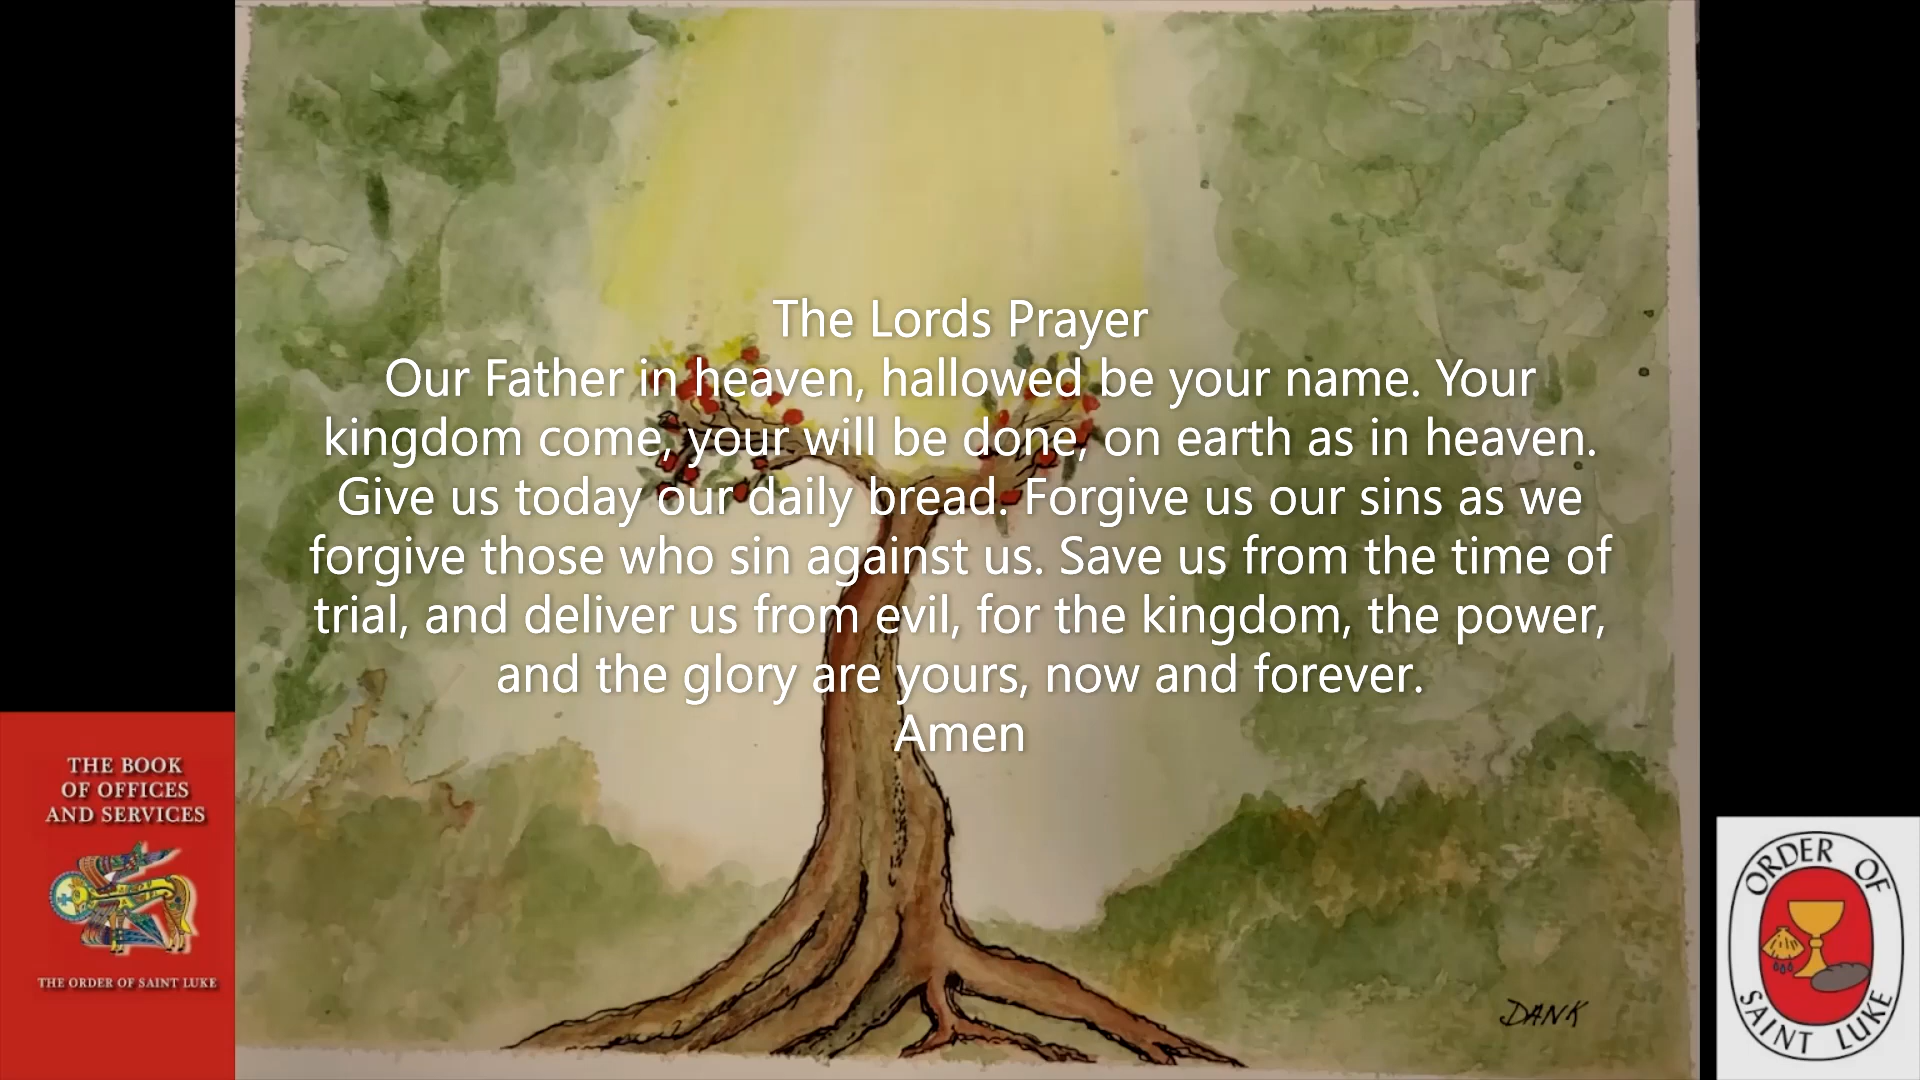 The Lords Prayer
Our Father in heaven, hallowed be your name. Your
kingdom come, your will be done, on earth as in heaven.
Give us today our daily bread. Forgive us our sins as we
forgive those who sin against us. Save us from the time of
trial, and deliver us from evil, for the kingdom, the power,
and the glory are yours, now and forever.
Amen
THE BOOK
OF OFFICES
AND SERVICES
THE ORDER OF SAINT LUKE
DANK
ORDER OF
SAINT LUKE